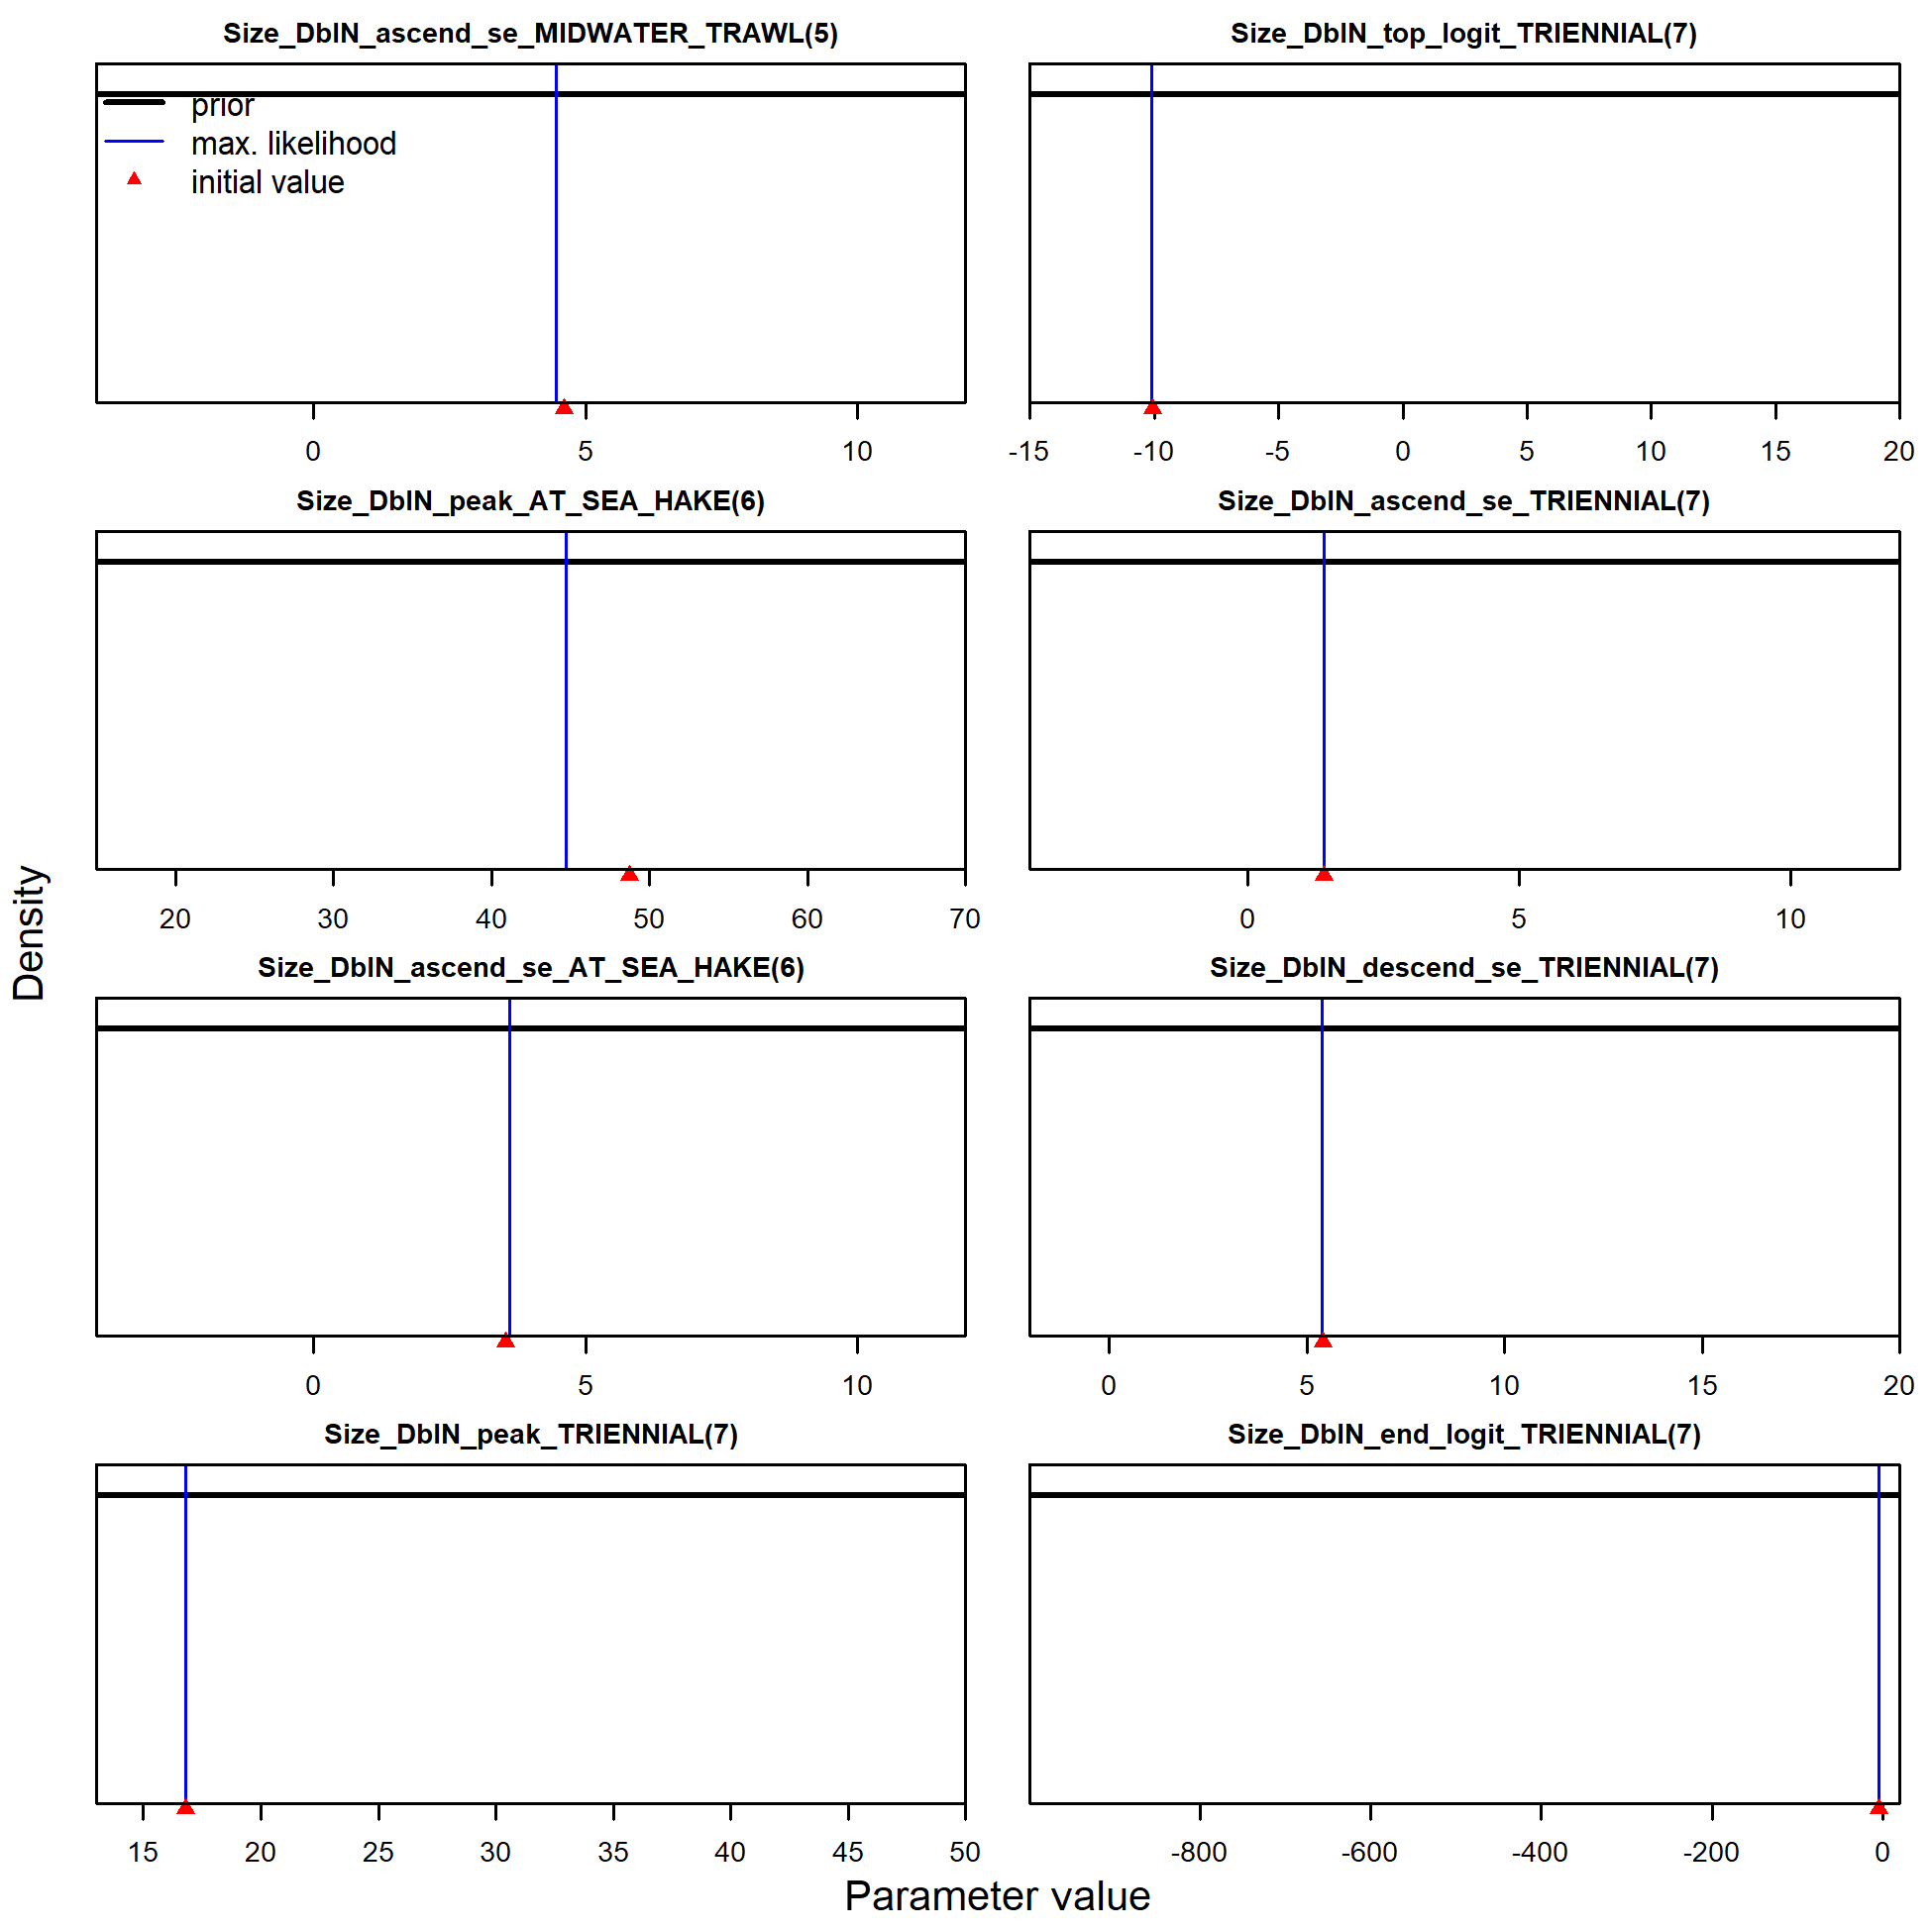 Size_DblN_ascend_se_MIDWATER_TRAWL(5)
prior
max. likelihood
initial value
0 5 10
Size_DblN_top_logit_TRIENNIAL(7)
-15 -10 -5 0 5 10 15 20
Size_DblN_peak_AT_SEA_HAKE(6)
20 30 40 50 60 70
Size_DblN_ascend_se_TRIENNIAL(7)
0 5 10
Size_DblN_ascend_se_AT_SEA_HAKE(6)
0 5 10
Size_DblN_descend_se_TRIENNIAL(7)
0 5 10 15 20
Size_DblN_peak_TRIENNIAL(7)
15 20 25 30 35 40 45 50
Size_DblN_end_logit_TRIENNIAL(7)
-800 -600 -400 -200 0
Density
Parameter value